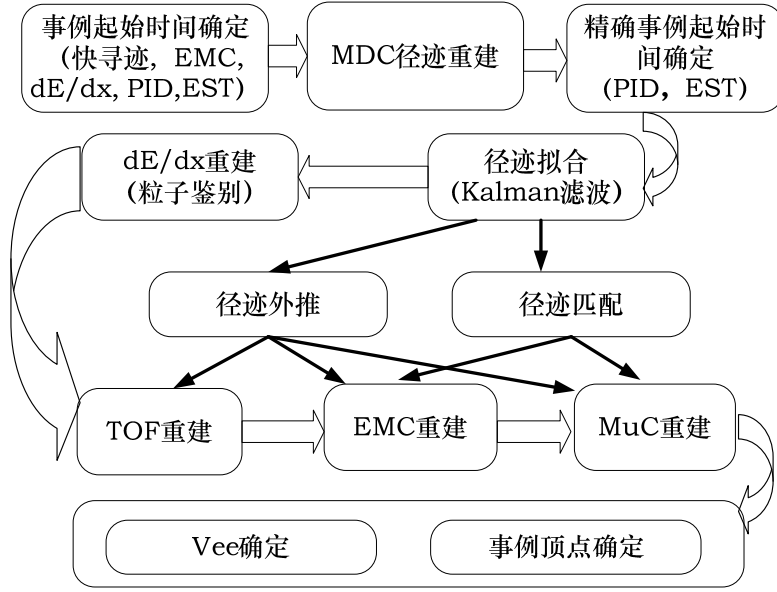 事例起始时间确定
(快寻迹, EMC,
dE/dx, PID,EST)
MDC径迹重建
精确事例起始时
间确定
(PID, EST)
dE/dx重建
(粒子鉴别)
径迹拟合
(Kalman滤波)
径迹外推
径迹匹配
TOF重建
EMC重建
MuC重建
Vee确定
事例顶点确定